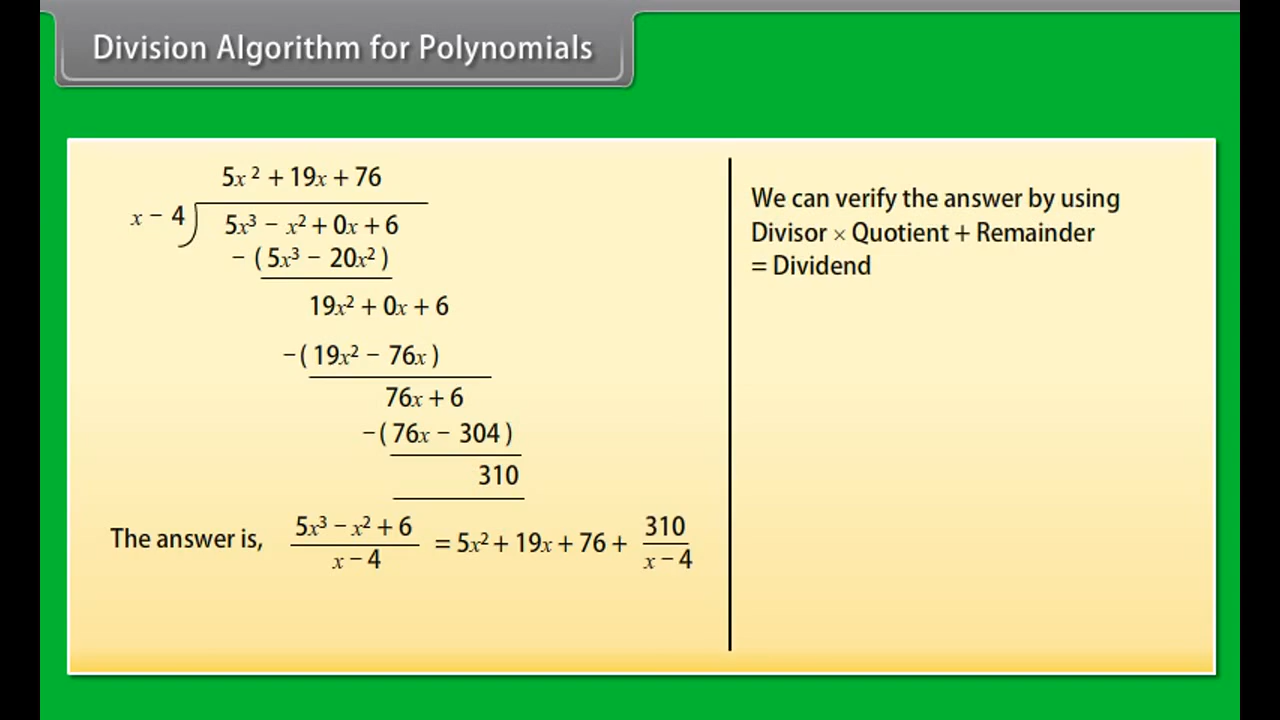 Division Algorithm for Polynomials
5x² + 19x + 76
x − 4
5x³ − x² + 0x + 6
− ( 5x³ − 20x² )
19x² + 0x + 6
− ( 19x² − 76x )
76x + 6
− ( 76x − 304 )
310
The answer is, (5x³ − x² + 6)/(x − 4) = 5x² + 19x + 76 + 310/(x − 4)
We can verify the answer by using
Divisor × Quotient + Remainder
= Dividend